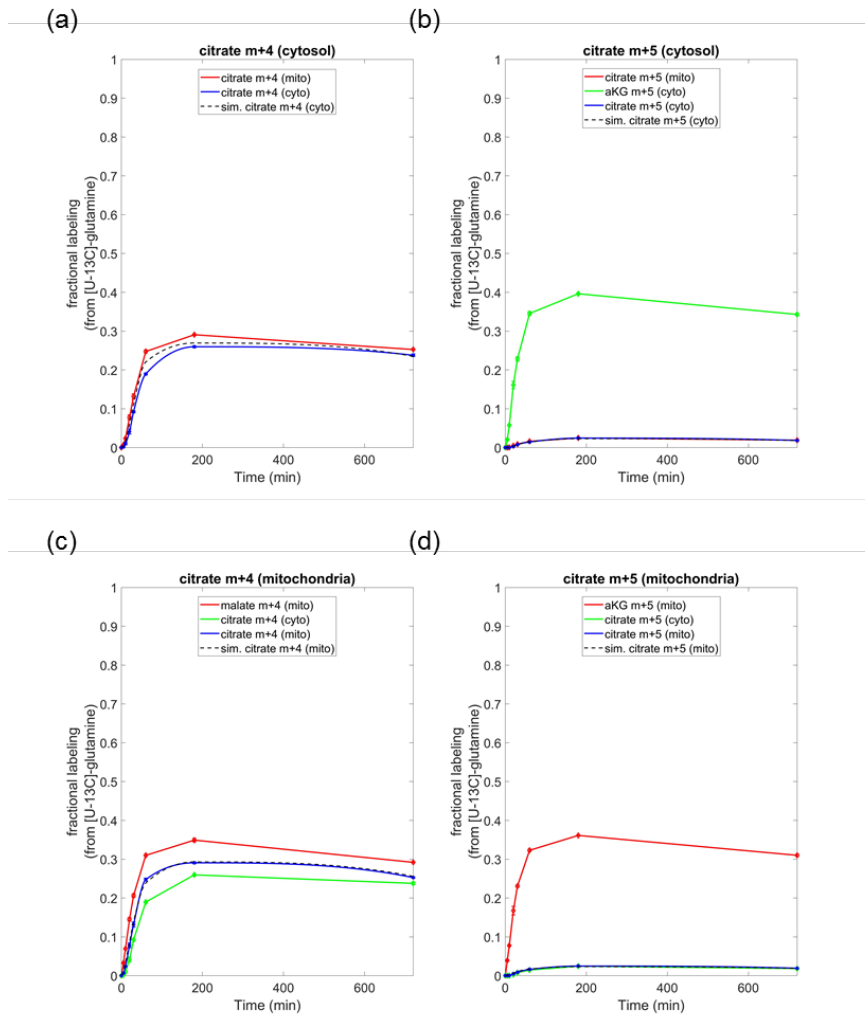 (a)
citrate m+4 (cytosol)
citrate m+4 (mito)
citrate m+4 (cyto)
sim. citrate m+4 (cyto)
1
0.9
0.8
0.7
0.6
0.5
0.4
0.3
0.2
0.1
0
fractional labeling
(from [U-13C]-glutamine)
0 200 400 600
Time (min)
(b)
citrate m+5 (cytosol)
citrate m+5 (mito)
aKG m+5 (cyto)
citrate m+5 (cyto)
sim. citrate m+5 (cyto)
1
0.9
0.8
0.7
0.6
0.5
0.4
0.3
0.2
0.1
0
fractional labeling
(from [U-13C]-glutamine)
0 200 400 600
Time (min)
(c)
citrate m+4 (mitochondria)
malate m+4 (mito)
citrate m+4 (cyto)
citrate m+4 (mito)
sim. citrate m+4 (mito)
1
0.9
0.8
0.7
0.6
0.5
0.4
0.3
0.2
0.1
0
fractional labeling
(from [U-13C]-glutamine)
0 200 400 600
Time (min)
(d)
citrate m+5 (mitochondria)
aKG m+5 (mito)
citrate m+5 (cyto)
citrate m+5 (mito)
sim. citrate m+5 (mito)
1
0.9
0.8
0.7
0.6
0.5
0.4
0.3
0.2
0.1
0
fractional labeling
(from [U-13C]-glutamine)
0 200 400 600
Time (min)